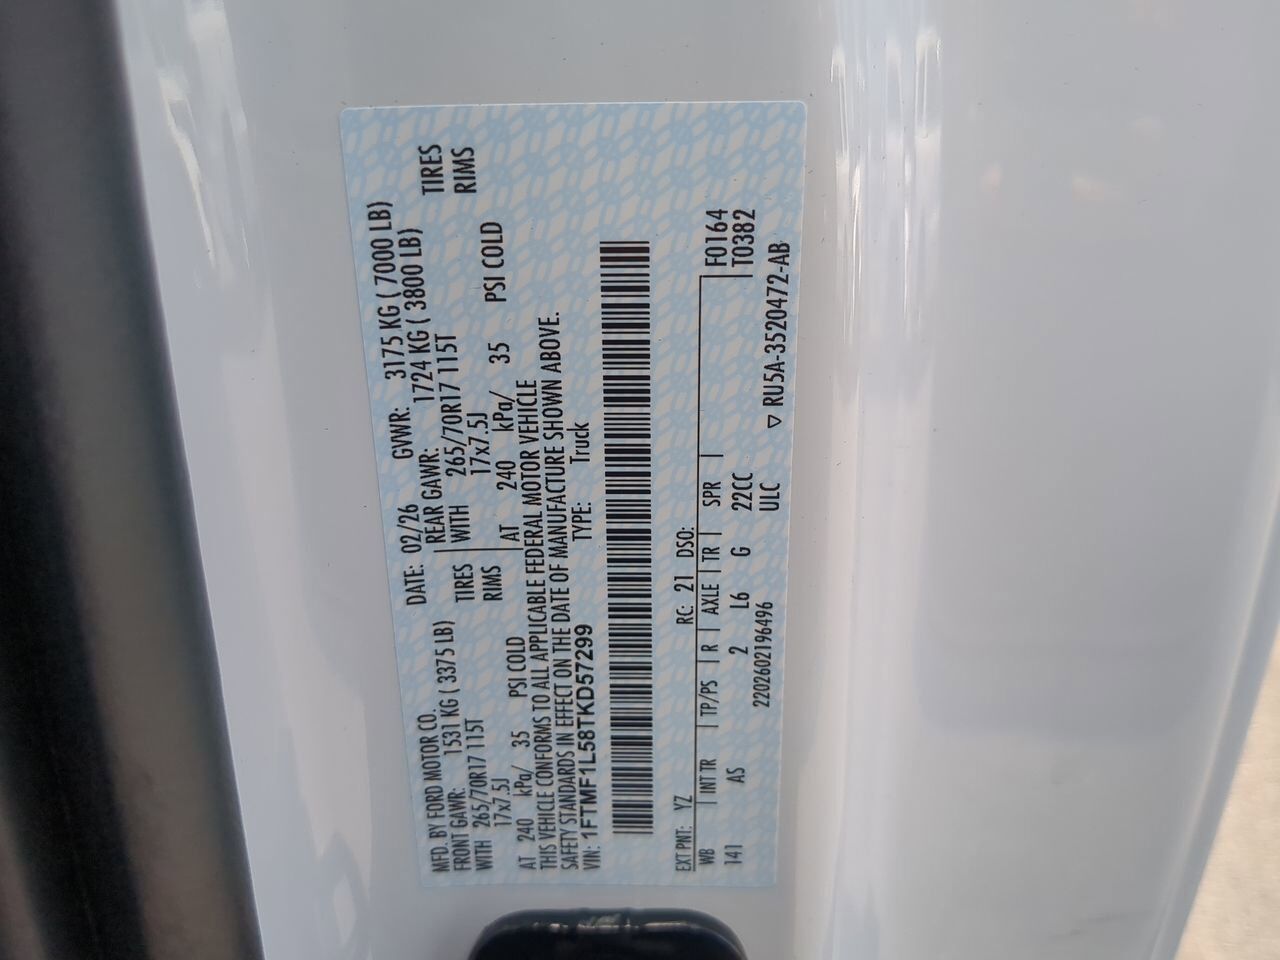 MFD. BY FORD MOTOR CO. DATE: 02/26 GVWR: 3175 KG ( 7000 LB)
FRONT GAWR: 1531 KG ( 3375 LB) REAR GAWR: 1724 KG ( 3800 LB)
WITH 265/70R17 115T TIRES WITH 265/70R17 115T TIRES
17x7.5J RIMS 17x7.5J RIMS
AT 240 kPa/ 35 PSI COLD AT 240 kPa/ 35 PSI COLD
THIS VEHICLE CONFORMS TO ALL APPLICABLE FEDERAL MOTOR VEHICLE
SAFETY STANDARDS IN EFFECT ON THE DATE OF MANUFACTURE SHOWN ABOVE.
VIN: 1FTMF1L58TKD57299 TYPE: Truck
EXT PNT: YZ RC: 21 DSO:
WB INT TR TP/PS R AXLE TR SPR F0164
141 AS 2 L6 G 22CC T0382
2202602196496 ULC ▽ RU5A-3520472-AB